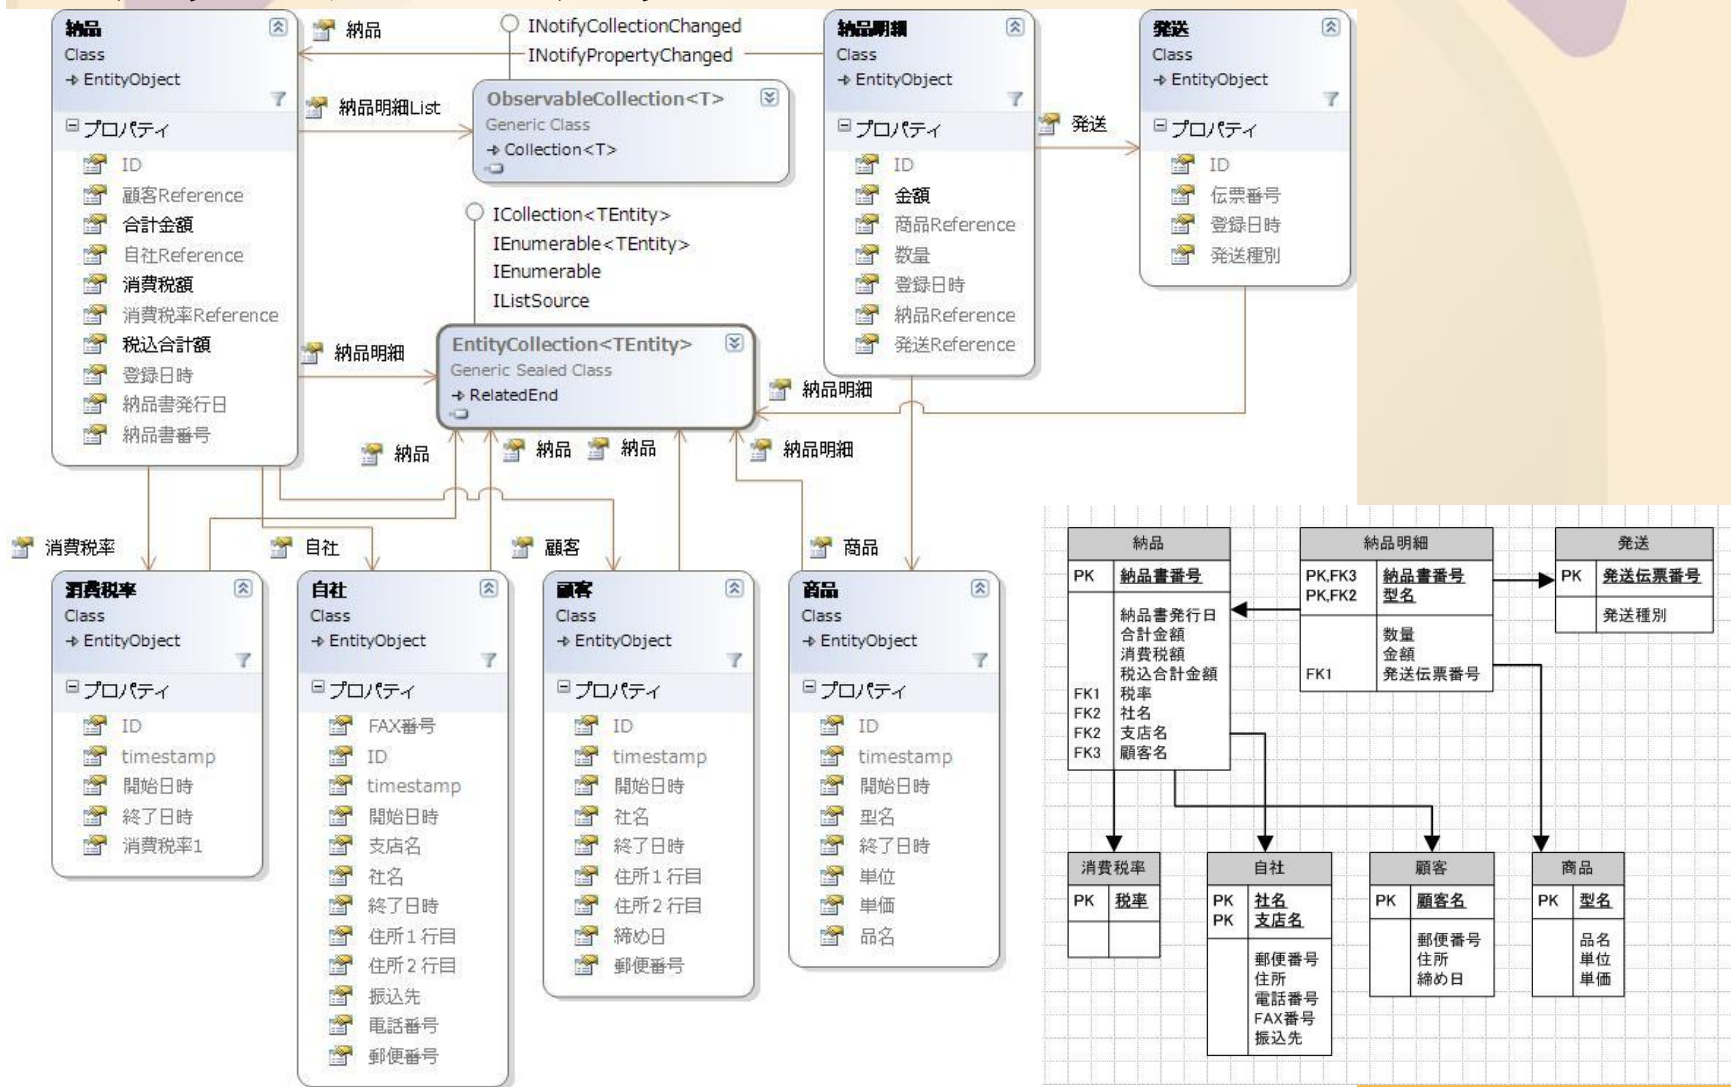 納品
Class
EntityObject
プロパティ
ID
顧客Reference
合計金額
自社Reference
消費税額
消費税率Reference
税込合計額
登録日時
納品書発行日
納品書番号
納品
納品明細List
INotifyCollectionChanged
INotifyPropertyChanged
ObservableCollection<T>
Generic Class
Collection<T>
ICollection<TEntity>
IEnumerable<TEntity>
IEnumerable
IListSource
納品明細
EntityCollection<TEntity>
Generic Sealed Class
RelatedEnd
納品明細
Class
EntityObject
プロパティ
ID
金額
商品Reference
数量
登録日時
納品Reference
発送Reference
発送
発送
Class
EntityObject
プロパティ
ID
伝票番号
登録日時
発送種別
納品明細
納品
納品
納品
納品明細
消費税率
自社
顧客
商品
消費税率
Class
EntityObject
プロパティ
ID
timestamp
開始日時
終了日時
消費税率1
自社
Class
EntityObject
プロパティ
FAX番号
ID
timestamp
開始日時
支店名
社名
終了日時
住所1行目
住所2行目
振込先
電話番号
郵便番号
顧客
Class
EntityObject
プロパティ
ID
timestamp
開始日時
社名
終了日時
住所1行目
住所2行目
締め日
郵便番号
商品
Class
EntityObject
プロパティ
ID
timestamp
開始日時
型名
終了日時
単位
単価
品名
納品
PK 納品書番号
納品書発行日
合計金額
消費税額
税込合計金額
FK1 税率
FK2 社名
FK2 支店名
FK3 顧客名
納品明細
PK,FK3 納品書番号
PK,FK2 型名
数量
金額
FK1 発送伝票番号
発送
PK 発送伝票番号
発送種別
消費税率
PK 税率
自社
PK 社名
PK 支店名
郵便番号
住所
電話番号
FAX番号
振込先
顧客
PK 顧客名
郵便番号
住所
締め日
商品
PK 型名
品名
単位
単価